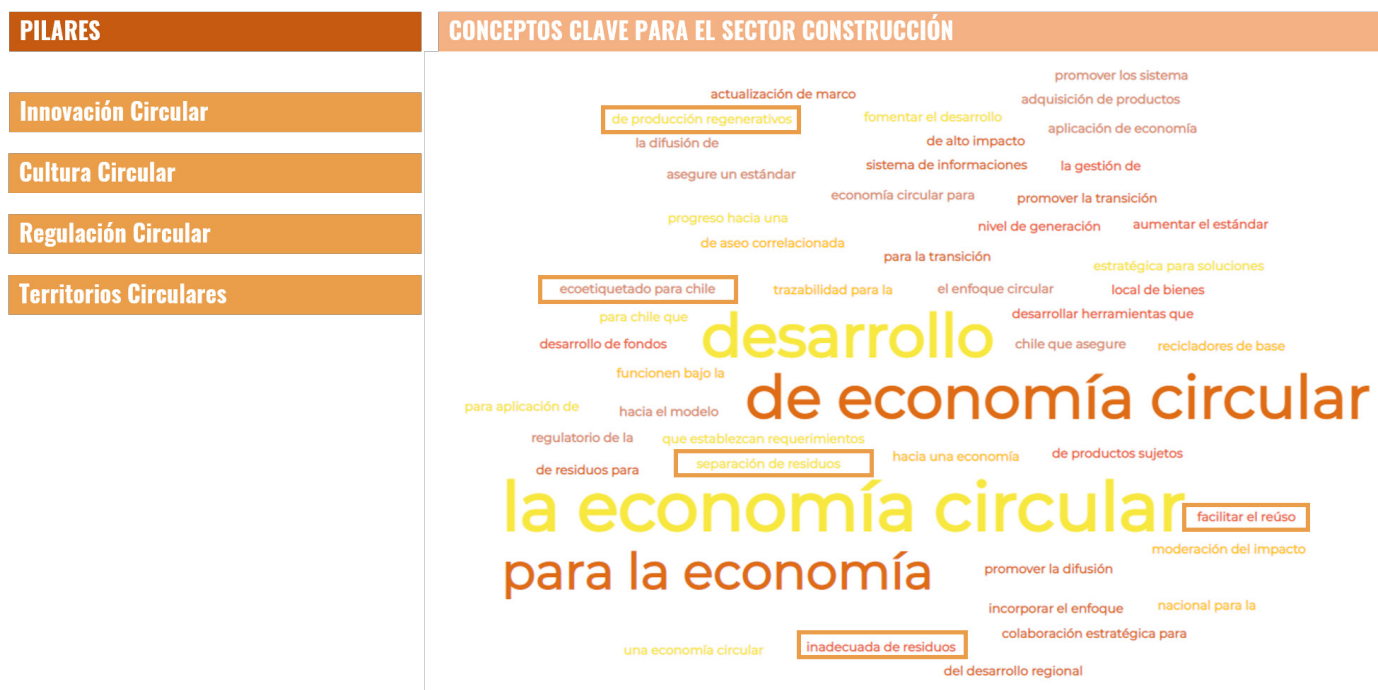 PILARES
CONCEPTOS CLAVE PARA EL SECTOR CONSTRUCCIÓN
Innovación Circular
Cultura Circular
Regulación Circular
Territorios Circulares
promover los sistema
actualización de marco
adquisición de productos
de producción regenerativos
fomentar el desarrollo
aplicación de economía
la difusión de
de alto impacto
sistema de informaciones
la gestión de
asegure un estándar
economía circular para
promover la transición
progreso hacia una
nivel de generación
aumentar el estándar
de aseo correlacionada
para la transición
estratégica para soluciones
ecoetiquetado para chile
trazabilidad para la
el enfoque circular
local de bienes
para chile que
desarrollar herramientas que
desarrollo de fondos
desarrollo
chile que asegure
recicladores de base
funcionen bajo la
de economía circular
para aplicación de
hacia el modelo
regulatorio de la
que establezcan requerimientos
de residuos para
separación de residuos
hacia una economía
de productos sujetos
la economía circular
facilitar el reúso
moderación del impacto
para la economía
promover la difusión
incorporar el enfoque
nacional para la
colaboración estratégica para
una economía circular
inadecuada de residuos
del desarrollo regional